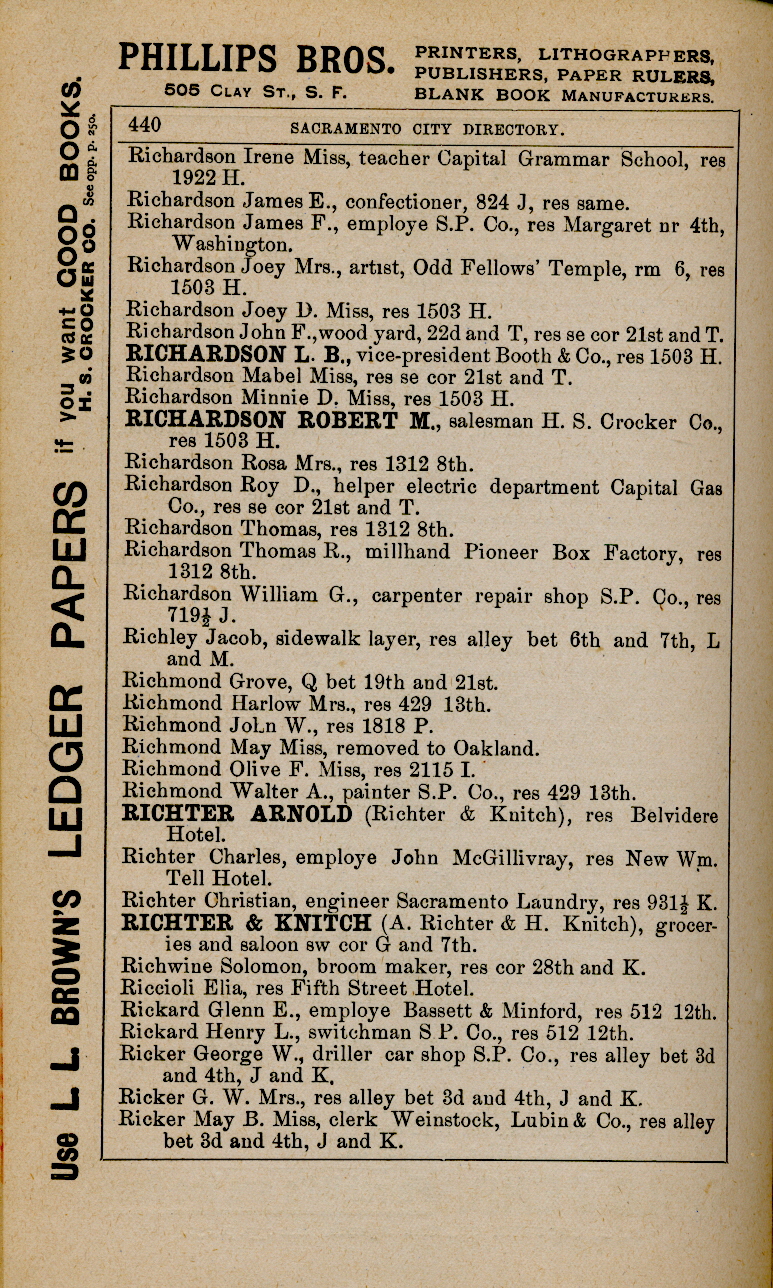 PHILLIPS BROS.
505 CLAY ST., S. F.
PRINTERS, LITHOGRAPHERS,
PUBLISHERS, PAPER RULERS,
BLANK BOOK MANUFACTURERS.
Use L. L. BROWN'S LEDGER PAPERS if you want GOOD BOOKS.
H. S. CROCKER CO. See opp. p. 250.
440
SACRAMENTO CITY DIRECTORY.
Richardson Irene Miss, teacher Capital Grammar School, res
1922 H.
Richardson James E., confectioner, 824 J, res same.
Richardson James F., employe S.P. Co., res Margaret nr 4th,
Washington.
Richardson Joey Mrs., artist, Odd Fellows' Temple, rm 6, res
1503 H.
Richardson Joey D. Miss, res 1503 H.
Richardson John F., wood yard, 22d and T, res se cor 21st and T.
RICHARDSON L. B., vice-president Booth & Co., res 1503 H.
Richardson Mabel Miss, res se cor 21st and T.
Richardson Minnie D. Miss, res 1503 H.
RICHARDSON ROBERT M., salesman H. S. Crocker Co.,
res 1503 H.
Richardson Rosa Mrs., res 1312 8th.
Richardson Roy D., helper electric department Capital Gas
Co., res se cor 21st and T.
Richardson Thomas, res 1312 8th.
Richardson Thomas R., millhand Pioneer Box Factory, res
1312 8th.
Richardson William G., carpenter repair shop S.P. Co., res
719½ J.
Richley Jacob, sidewalk layer, res alley bet 6th and 7th, L
and M.
Richmond Grove, Q bet 19th and 21st.
Richmond Harlow Mrs., res 429 13th.
Richmond John W., res 1818 P.
Richmond May Miss, removed to Oakland.
Richmond Olive F. Miss, res 2115 I.
Richmond Walter A., painter S.P. Co., res 429 13th.
RICHTER ARNOLD (Richter & Knitch), res Belvidere
Hotel.
Richter Charles, employe John McGillivray, res New Wm.
Tell Hotel.
Richter Christian, engineer Sacramento Laundry, res 931½ K.
RICHTER & KNITCH (A. Richter & H. Knitch), grocer-
ies and saloon sw cor G and 7th.
Richwine Solomon, broom maker, res cor 28th and K.
Riccioli Elia, res Fifth Street Hotel.
Rickard Glenn E., employe Bassett & Minford, res 512 12th.
Rickard Henry L., switchman S P. Co., res 512 12th.
Ricker George W., driller car shop S.P. Co., res alley bet 3d
and 4th, J and K.
Ricker G. W. Mrs., res alley bet 3d and 4th, J and K.
Ricker May B. Miss, clerk Weinstock, Lubin & Co., res alley
bet 3d and 4th, J and K.